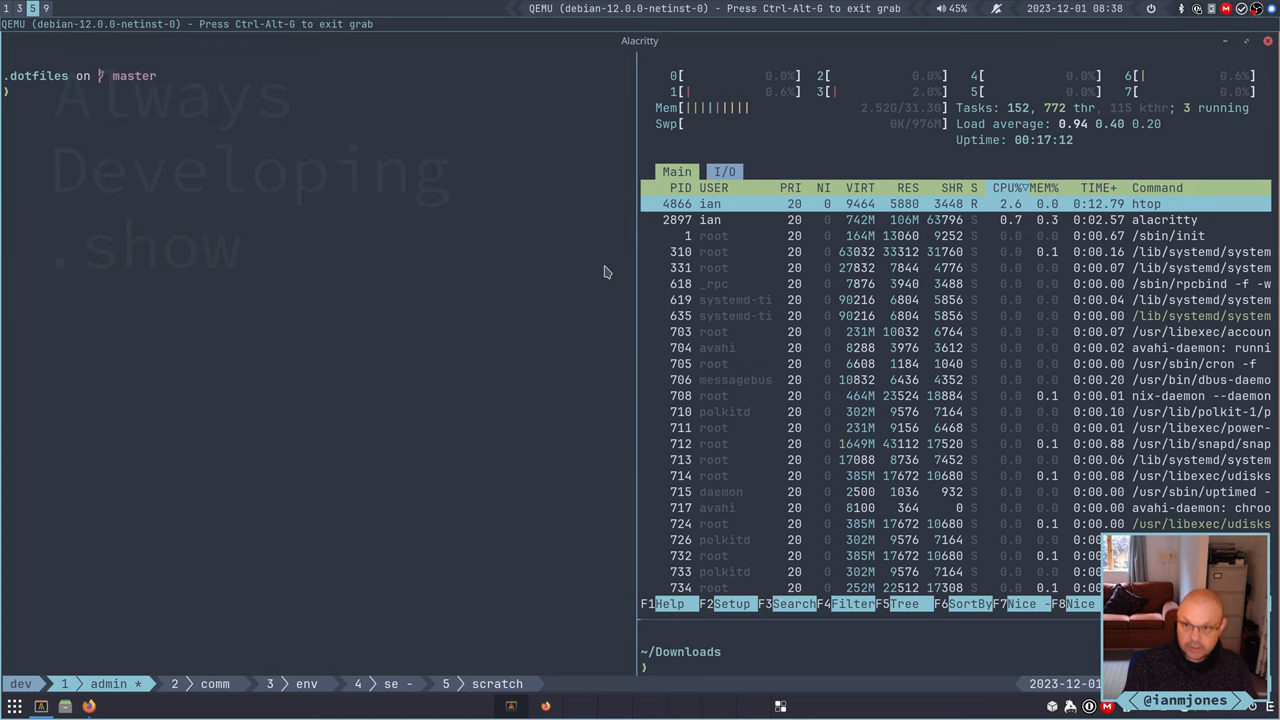 1 3 5 9
QEMU (debian-12.0.0-netinst-0) - Press Ctrl-Alt-G to exit grab
45%
2023-12-01 08:38
QEMU (debian-12.0.0-netinst-0) - Press Ctrl-Alt-G to exit grab
Alacritty
.dotfiles on master
❯
Always
Developing
.show
0[ 0.0%] 2[ 0.0%] 4[ 0.0%] 6[| 0.6%]
1[| 0.6%] 3[| 2.0%] 5[ 0.0%] 7[ 0.0%]
Mem[||||||||| 2.52G/31.3G] Tasks: 152, 772 thr, 115 kthr; 3 running
Swp[ 0K/976M] Load average: 0.94 0.40 0.20
Uptime: 00:17:12
Main I/O
PID USER PRI NI VIRT RES SHR S CPU%▽MEM% TIME+ Command
4866 ian 20 0 9464 5880 3448 R 2.6 0.0 0:12.79 htop
2897 ian 20 0 742M 106M 63796 S 0.7 0.3 0:02.57 alacritty
1 root 20 0 164M 13060 9252 S 0.0 0.0 0:00.67 /sbin/init
310 root 20 0 63032 33312 31760 S 0.0 0.1 0:00.16 /lib/systemd/system
331 root 20 0 27832 7844 4776 S 0.0 0.0 0:00.07 /lib/systemd/system
618 _rpc 20 0 7876 3940 3488 S 0.0 0.0 0:00.00 /sbin/rpcbind -f -w
619 systemd-ti 20 0 90216 6804 5856 S 0.0 0.0 0:00.04 /lib/systemd/system
635 systemd-ti 20 0 90216 6804 5856 S 0.0 0.0 0:00.00 /lib/systemd/system
703 root 20 0 231M 10032 6764 S 0.0 0.0 0:00.07 /usr/libexec/accoun
704 avahi 20 0 8288 3976 3612 S 0.0 0.0 0:00.02 avahi-daemon: runni
705 root 20 0 6608 1184 1040 S 0.0 0.0 0:00.00 /usr/sbin/cron -f
706 messagebus 20 0 10832 6436 4352 S 0.0 0.0 0:00.20 /usr/bin/dbus-daemo
708 root 20 0 464M 23524 18884 S 0.0 0.1 0:00.01 nix-daemon --daemon
710 polkitd 20 0 302M 9576 7164 S 0.0 0.0 0:00.10 /usr/lib/polkit-1/p
711 root 20 0 231M 9156 6468 S 0.0 0.0 0:00.01 /usr/libexec/power-
712 root 20 0 1649M 43112 17520 S 0.0 0.1 0:00.88 /usr/lib/snapd/snap
713 root 20 0 17088 8736 7452 S 0.0 0.0 0:00.06 /lib/systemd/system
714 root 20 0 385M 17672 10680 S 0.0 0.1 0:00.08 /usr/libexec/udisks
715 daemon 20 0 2500 1036 932 S 0.0 0.0 0:00.00 /usr/sbin/uptimed -
717 avahi 20 0 8100 364 0 S 0.0 0.0 0:00.00 avahi-daemon: chroo
724 root 20 0 385M 17672 10680 S 0.0 0.1 0:00.00 /usr/libexec/udisks
726 polkitd 20 0 302M 9576 7164 S 0.0 0.0 0:00
732 root 20 0 385M 17672 10680 S 0.0 0.1 0:00
733 polkitd 20 0 302M 9576 7164 S 0.0 0.0 0:00
734 root 20 0 252M 22512 17308 S 0.0 0.1 0:00
F1Help F2Setup F3Search F4Filter F5Tree F6SortBy F7Nice - F8Nice
~/Downloads
❯
dev 1 admin * 2 comm 3 env 4 se - 5 scratch 2023-12-01
@ianmjones